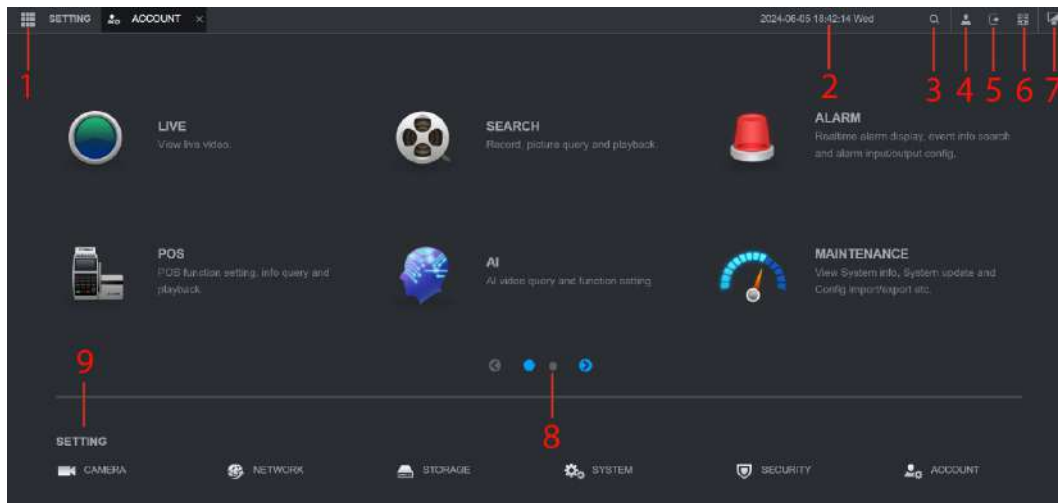 SETTING ACCOUNT ×
2024-06-05 18:42:14 Wed
1
2
3 4 5 6 7
LIVE
View live video.
SEARCH
Record, picture query and playback.
ALARM
Realtime alarm display, event info search
and alarm input/output config.
POS
POS function setting, info query and
playback.
AI
AI video query and function setting
MAINTENANCE
View System info, System update and
Config import/export etc.
9
8
SETTING
CAMERA NETWORK STORAGE SYSTEM SECURITY ACCOUNT